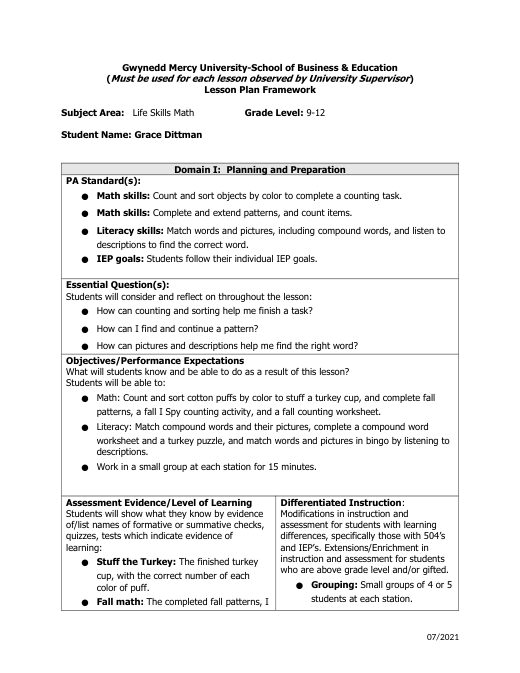 Gwynedd Mercy University-School of Business & Education
(Must be used for each lesson observed by University Supervisor)
Lesson Plan Framework
Subject Area: Life Skills Math Grade Level: 9-12
Student Name: Grace Dittman
Domain I: Planning and Preparation
PA Standard(s):
● Math skills: Count and sort objects by color to complete a counting task.
● Math skills: Complete and extend patterns, and count items.
● Literacy skills: Match words and pictures, including compound words, and listen to
descriptions to find the correct word.
● IEP goals: Students follow their individual IEP goals.
Essential Question(s):
Students will consider and reflect on throughout the lesson:
● How can counting and sorting help me finish a task?
● How can I find and continue a pattern?
● How can pictures and descriptions help me find the right word?
Objectives/Performance Expectations
What will students know and be able to do as a result of this lesson?
Students will be able to:
● Math: Count and sort cotton puffs by color to stuff a turkey cup, and complete fall
patterns, a fall I Spy counting activity, and a fall counting worksheet.
● Literacy: Match compound words and their pictures, complete a compound word
worksheet and a turkey puzzle, and match words and pictures in bingo by listening to
descriptions.
● Work in a small group at each station for 15 minutes.
Assessment Evidence/Level of Learning
Students will show what they know by evidence
of/list names of formative or summative checks,
quizzes, tests which indicate evidence of
learning:
● Stuff the Turkey: The finished turkey
cup, with the correct number of each
color of puff.
● Fall math: The completed fall patterns, I
Differentiated Instruction:
Modifications in instruction and
assessment for students with learning
differences, specifically those with 504's
and IEP's. Extensions/Enrichment in
instruction and assessment for students
who are above grade level and/or gifted.
● Grouping: Small groups of 4 or 5
students at each station.
07/2021